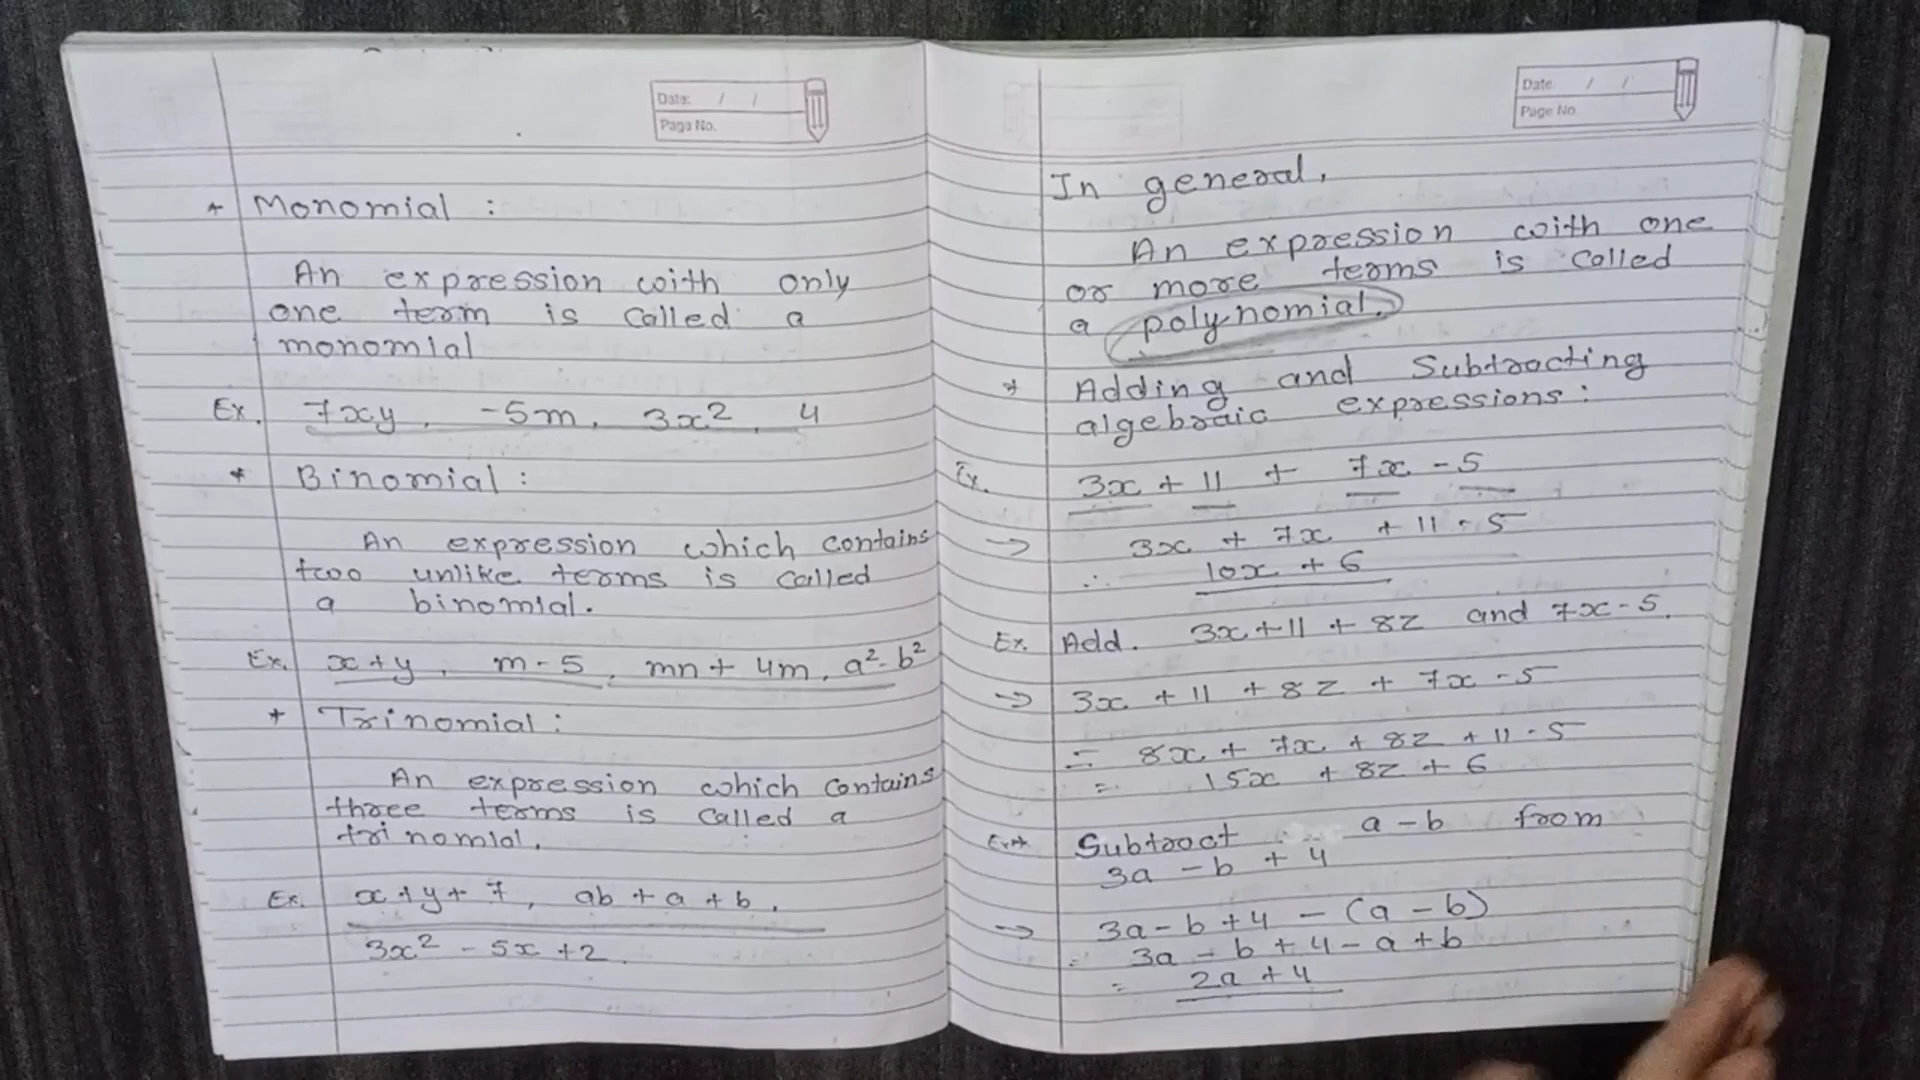 Date: / /
Page No.
* Monomial :
An expression with only
one term is called a
monomial
Ex. 7xy, -5m, 3x², 4
* Binomial :
An expression which contains
two unlike terms is called
a binomial.
Ex. x+y, m-5, mn+4m, a²-b²
* Trinomial :
An expression which contains
three terms is called a
trinomial.
Ex. x+y+7, ab+a+b,
3x² - 5x + 2.
Date / /
Page No
In general,
An expression with one
or more terms is called
a polynomial.
* Adding and Subtracting
algebraic expressions :
Ex. 3x + 11 + 7x - 5
→ 3x + 7x + 11 - 5
∴ 10x + 6
Ex. Add. 3x+11+8z and 7x-5.
→ 3x + 11 + 8z + 7x - 5
= 8x + 7x + 8z + 11 - 5
= 15x + 8z + 6
Ex. Subtract a-b from
3a - b + 4
→ 3a - b + 4 - (a - b)
= 3a - b + 4 - a + b
= 2a + 4